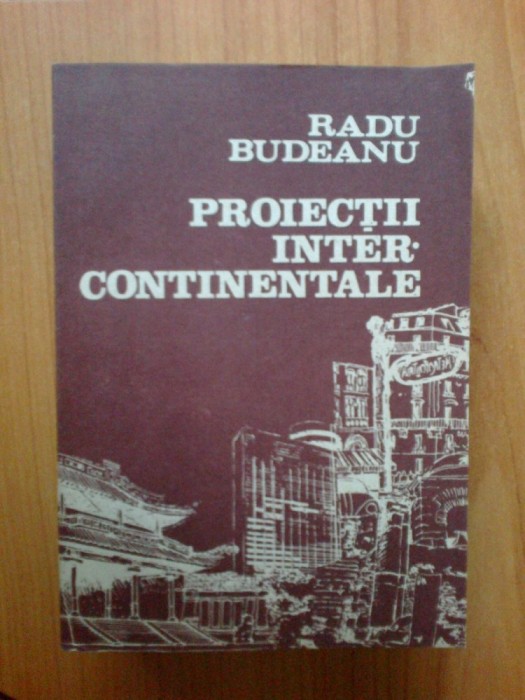 RADU
BUDEANU
PROIECȚII
INTER·
CONTINENTALE